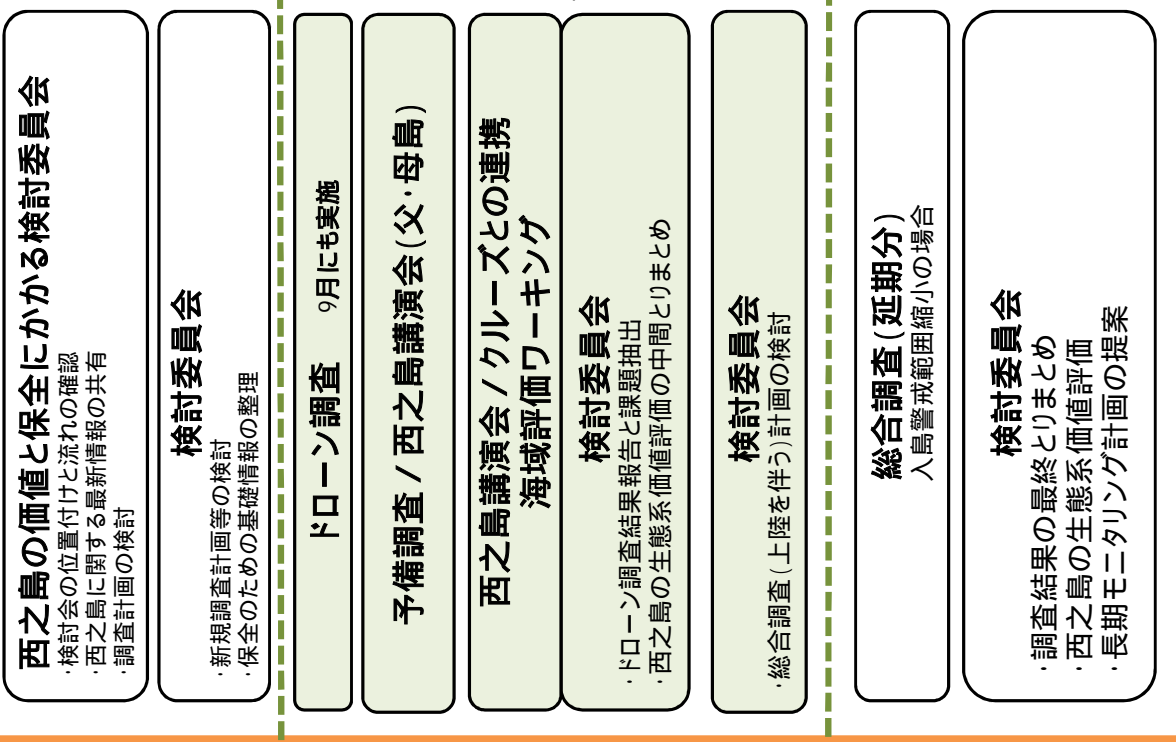 西之島の価値と保全にかかる検討委員会
・検討会の位置付けと流れの確認
・西之島に関する最新情報の共有
・調査計画の検討
検討委員会
・新規調査計画等の検討
・保全のための基礎情報の整理
ドローン調査　9月にも実施
予備調査/西之島講演会(父・母島)
西之島講演会/クルーズとの連携
海域評価ワーキング
検討委員会
・ドローン調査結果報告と課題抽出
・西之島の生態系価値評価の中間とりまとめ
検討委員会
・総合調査(上陸を伴う)計画の検討
総合調査(延期分)
入島警戒範囲縮小の場合
検討委員会
・調査結果の最終とりまとめ
・西之島の生態系価値評価
・長期モニタリング計画の提案